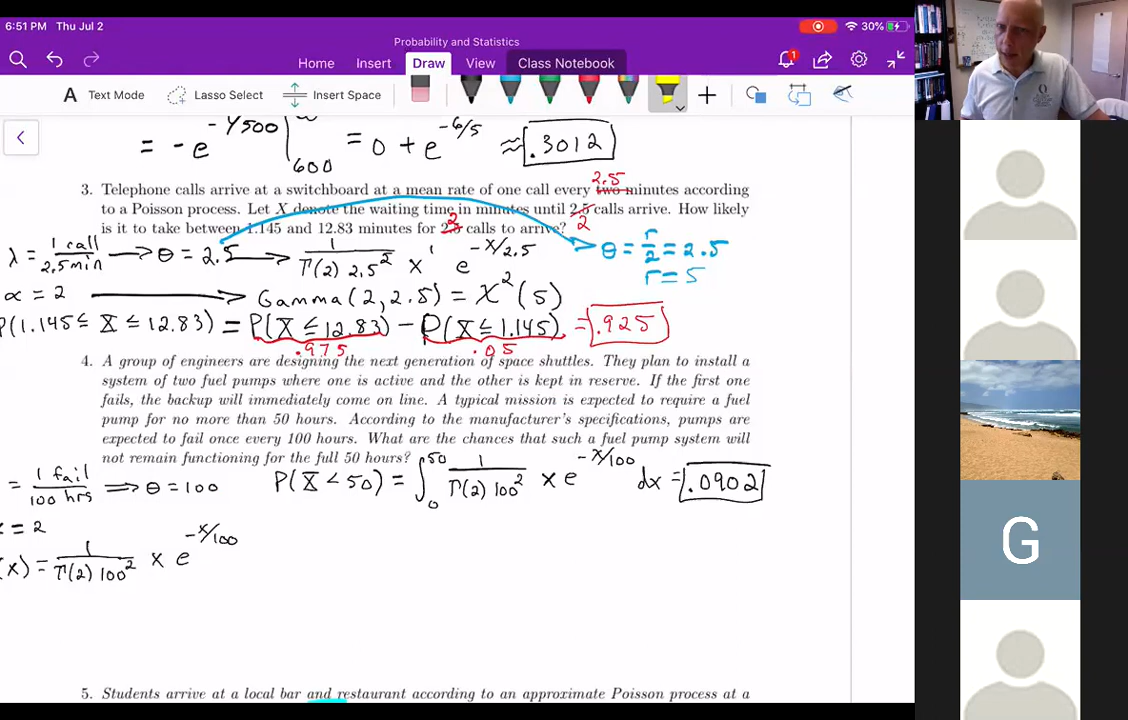 6:51 PM Thu Jul 2
30%
Probability and Statistics
Home Insert Draw View Class Notebook
1
A Text Mode Lasso Select Insert Space
= -e^{-x/500} | 600 = 0 + e^{-6/5} ≈ .3012
2.5
3. Telephone calls arrive at a switchboard at a mean rate of one call every two minutes according
to a Poisson process. Let X denote the waiting time in minutes until 2.5 calls arrive. How likely
2
is it to take between 1.145 and 12.83 minutes for 2.5 calls to arrive?
2
λ = 1 call / 2.5 min → θ = 2.5 → 1 / Γ(2) 2.5² x¹ e^{-x/2.5}
θ = r/2 = 2.5
r = 5
α = 2 → Gamma(2, 2.5) = χ²(5)
P(1.145 ≤ X ≤ 12.83) = P(X ≤ 12.83) - P(X ≤ 1.145) = .925
.975 .05
4. A group of engineers are designing the next generation of space shuttles. They plan to install a
system of two fuel pumps where one is active and the other is kept in reserve. If the first one
fails, the backup will immediately come on line. A typical mission is expected to require a fuel
pump for no more than 50 hours. According to the manufacturer's specifications, pumps are
expected to fail once every 100 hours. What are the chances that such a fuel pump system will
not remain functioning for the full 50 hours?
= 1 fail / 100 hrs ⟹ θ = 100
P(X < 50) = ∫₀⁵⁰ 1 / Γ(2) 100² x e^{-x/100} dx = .0902
= 2
(x) = 1 / Γ(2) 100² x e^{-x/100}
5. Students arrive at a local bar and restaurant according to an approximate Poisson process at a
G